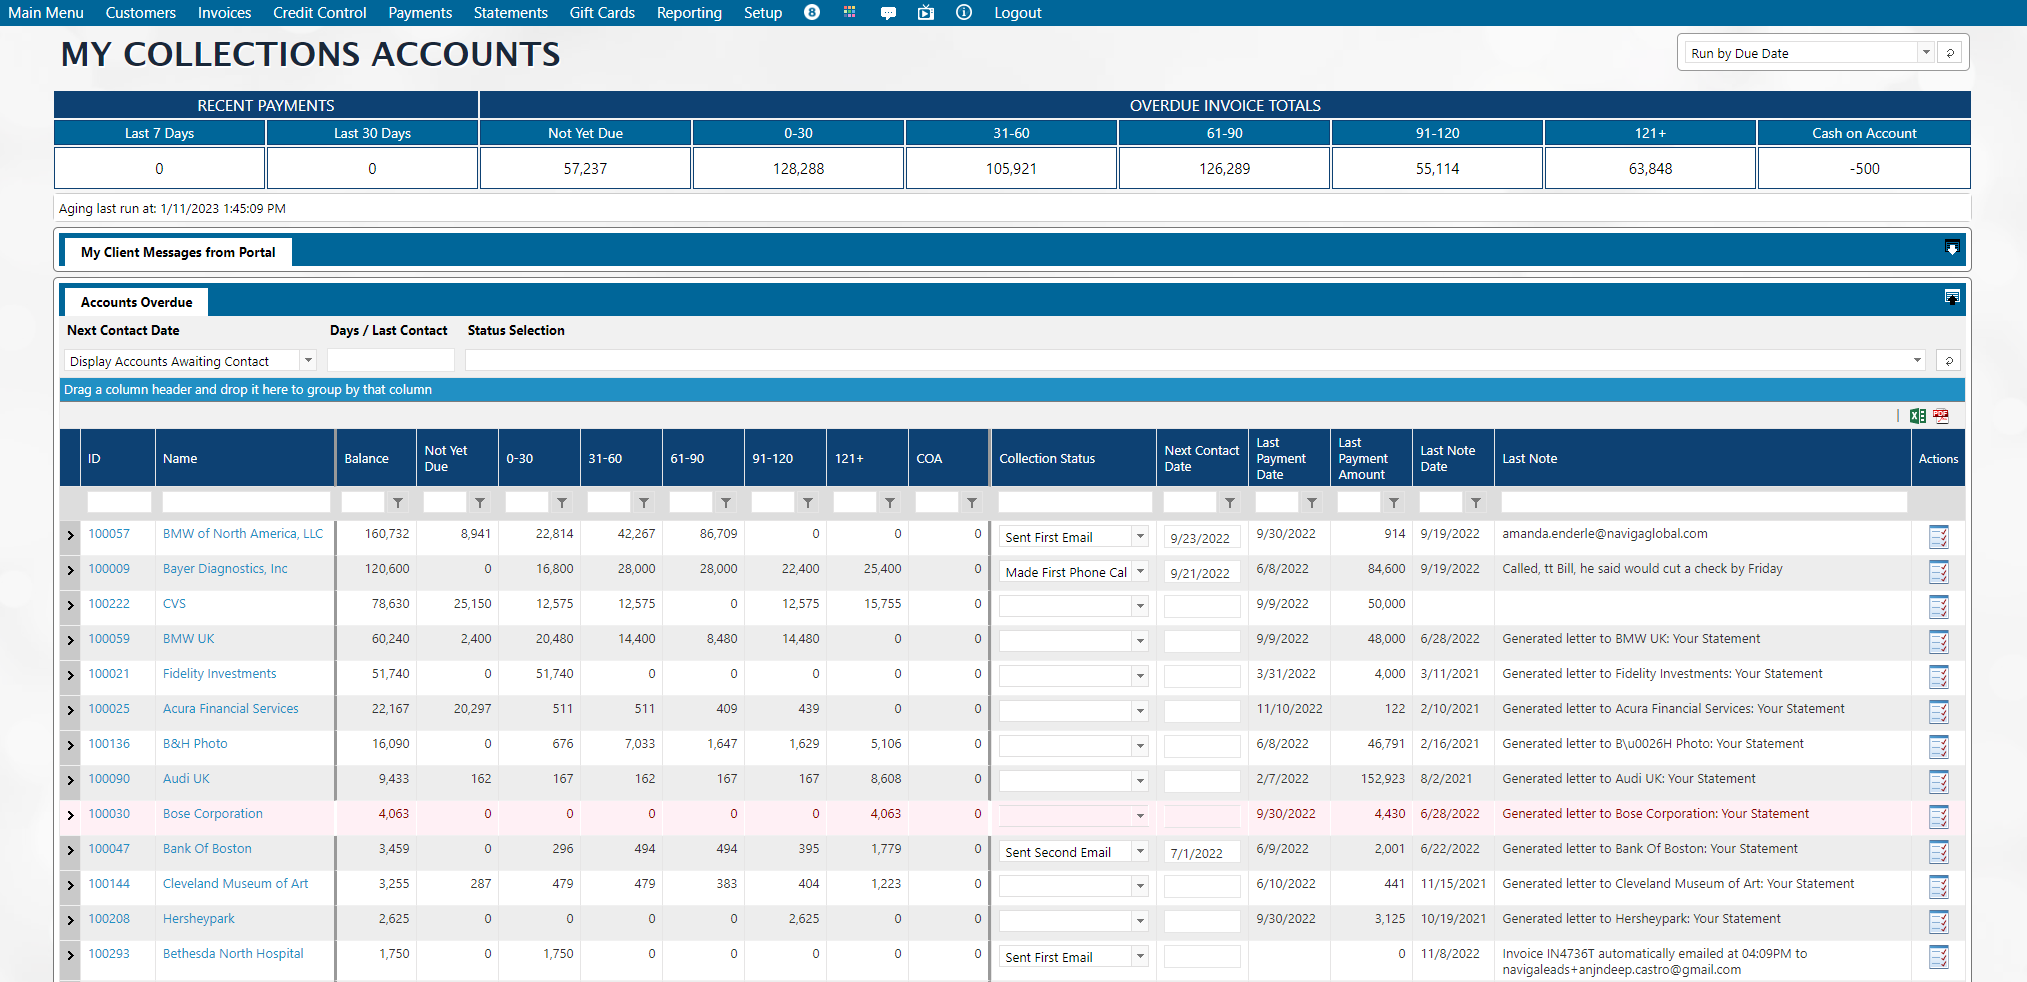 Main Menu Customers Invoices Credit Control Payments Statements Gift Cards Reporting Setup 8 Logout
MY COLLECTIONS ACCOUNTS
Run by Due Date
RECENT PAYMENTS OVERDUE INVOICE TOTALS
Last 7 Days Last 30 Days Not Yet Due 0-30 31-60 61-90 91-120 121+ Cash on Account
0 0 57,237 128,288 105,921 126,289 55,114 63,848 -500
Aging last run at: 1/11/2023 1:45:09 PM
My Client Messages from Portal
Accounts Overdue
Next Contact Date Days / Last Contact Status Selection
Display Accounts Awaiting Contact
Drag a column header and drop it here to group by that column
PDF
ID Name Balance Not Yet Due 0-30 31-60 61-90 91-120 121+ COA Collection Status Next Contact Date Last Payment Date Last Payment Amount Last Note Date Last Note Actions
100057 BMW of North America, LLC 160,732 8,941 22,814 42,267 86,709 0 0 0 Sent First Email 9/23/2022 9/30/2022 914 9/19/2022 amanda.enderle@navigaglobal.com
100009 Bayer Diagnostics, Inc 120,600 0 16,800 28,000 28,000 22,400 25,400 0 Made First Phone Cal 9/21/2022 6/8/2022 84,600 9/19/2022 Called, tt Bill, he said would cut a check by Friday
100222 CVS 78,630 25,150 12,575 12,575 0 12,575 15,755 0 9/9/2022 50,000
100059 BMW UK 60,240 2,400 20,480 14,400 8,480 14,480 0 0 9/9/2022 48,000 6/28/2022 Generated letter to BMW UK: Your Statement
100021 Fidelity Investments 51,740 0 51,740 0 0 0 0 0 3/31/2022 4,000 3/11/2021 Generated letter to Fidelity Investments: Your Statement
100025 Acura Financial Services 22,167 20,297 511 511 409 439 0 0 11/10/2022 122 2/10/2021 Generated letter to Acura Financial Services: Your Statement
100136 B&H Photo 16,090 0 676 7,033 1,647 1,629 5,106 0 6/8/2022 46,791 2/16/2021 Generated letter to B\u0026H Photo: Your Statement
100090 Audi UK 9,433 162 167 162 167 167 8,608 0 2/7/2022 152,923 8/2/2021 Generated letter to Audi UK: Your Statement
100030 Bose Corporation 4,063 0 0 0 0 0 4,063 0 9/30/2022 4,430 6/28/2022 Generated letter to Bose Corporation: Your Statement
100047 Bank Of Boston 3,459 0 296 494 494 395 1,779 0 Sent Second Email 7/1/2022 6/9/2022 2,001 6/22/2022 Generated letter to Bank Of Boston: Your Statement
100144 Cleveland Museum of Art 3,255 287 479 479 383 404 1,223 0 6/10/2022 441 11/15/2021 Generated letter to Cleveland Museum of Art: Your Statement
100208 Hersheypark 2,625 0 0 0 0 2,625 0 0 9/30/2022 3,125 10/19/2021 Generated letter to Hersheypark: Your Statement
100293 Bethesda North Hospital 1,750 0 1,750 0 0 0 0 0 Sent First Email 0 11/8/2022 Invoice IN4736T automatically emailed at 04:09PM to
navigaleads+anjndeep.castro@gmail.com